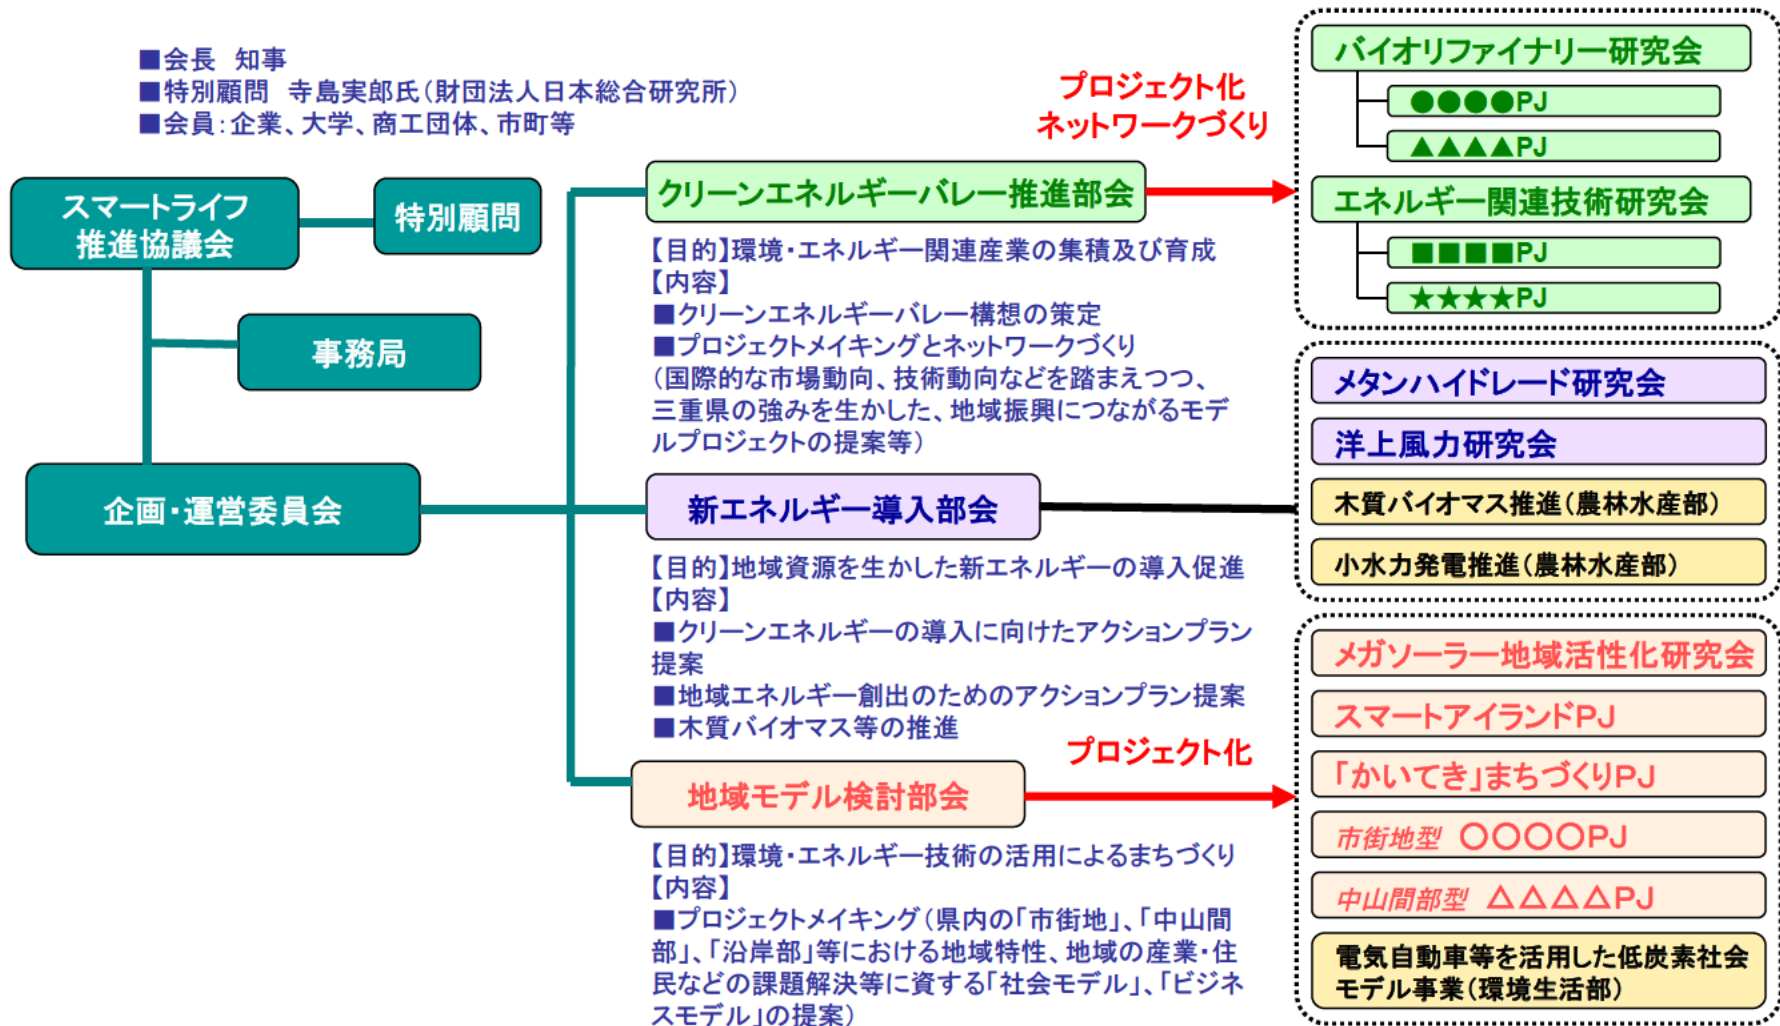 ■会長　知事
■特別顧問　寺島実郎氏（財団法人日本総合研究所）
■会員：企業、大学、商工団体、市町等
スマートライフ
推進協議会
特別顧問
事務局
企画・運営委員会
クリーンエネルギーバレー推進部会
【目的】環境・エネルギー関連産業の集積及び育成
【内容】
■クリーンエネルギーバレー構想の策定
■プロジェクトメイキングとネットワークづくり
（国際的な市場動向、技術動向などを踏まえつつ、
三重県の強みを生かした、地域振興につながるモデ
ルプロジェクトの提案等）
新エネルギー導入部会
【目的】地域資源を生かした新エネルギーの導入促進
【内容】
■クリーンエネルギーの導入に向けたアクションプラン
提案
■地域エネルギー創出のためのアクションプラン提案
■木質バイオマス等の推進
地域モデル検討部会
【目的】環境・エネルギー技術の活用によるまちづくり
【内容】
■プロジェクトメイキング（県内の「市街地」、「中山間
部」、「沿岸部」等における地域特性、地域の産業・住
民などの課題解決等に資する「社会モデル」、「ビジネ
スモデル」の提案）
プロジェクト化
ネットワークづくり
プロジェクト化
バイオリファイナリー研究会
●●●●PJ
▲▲▲▲PJ
エネルギー関連技術研究会
■■■■PJ
★★★★PJ
メタンハイドレード研究会
洋上風力研究会
木質バイオマス推進（農林水産部）
小水力発電推進（農林水産部）
メガソーラー地域活性化研究会
スマートアイランドＰＪ
「かいてき」まちづくりＰＪ
市街地型　〇〇〇〇ＰＪ
中山間部型　△△△△ＰＪ
電気自動車等を活用した低炭素社会
モデル事業（環境生活部）